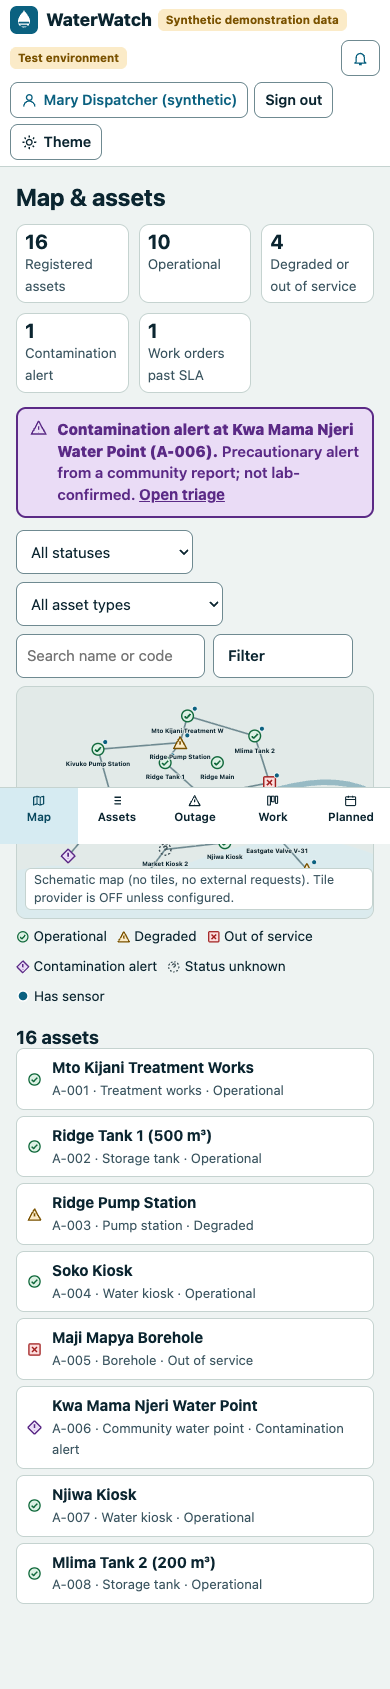 WaterWatch
Synthetic demonstration data
Test environment
Mary Dispatcher (synthetic)
Sign out
Theme
Map & assets
16
Registered
assets
10
Operational
4
Degraded or
out of service
1
Contamination
alert
1
Work orders
past SLA
Contamination alert at Kwa Mama Njeri
Water Point (A-006). Precautionary alert
from a community report; not lab-
confirmed. Open triage
All statuses
All asset types
Search name or code
Filter
Mto Kijani Treatment W
Mlima Tank 2
Ridge Pump Station
Kivuko Pump Station
Ridge Tank 1
Ridge Main
Map
Assets
Outage
Work
Planned
Eastgate Valve V-31
Njiwa Kiosk
Market Kiosk 2
Schematic map (no tiles, no external requests). Tile
provider is OFF unless configured.
Operational
Degraded
Out of service
Contamination alert
Status unknown
Has sensor
16 assets
Mto Kijani Treatment Works
A-001 · Treatment works · Operational
Ridge Tank 1 (500 m³)
A-002 · Storage tank · Operational
Ridge Pump Station
A-003 · Pump station · Degraded
Soko Kiosk
A-004 · Water kiosk · Operational
Maji Mapya Borehole
A-005 · Borehole · Out of service
Kwa Mama Njeri Water Point
A-006 · Community water point · Contamination
alert
Njiwa Kiosk
A-007 · Water kiosk · Operational
Mlima Tank 2 (200 m³)
A-008 · Storage tank · Operational